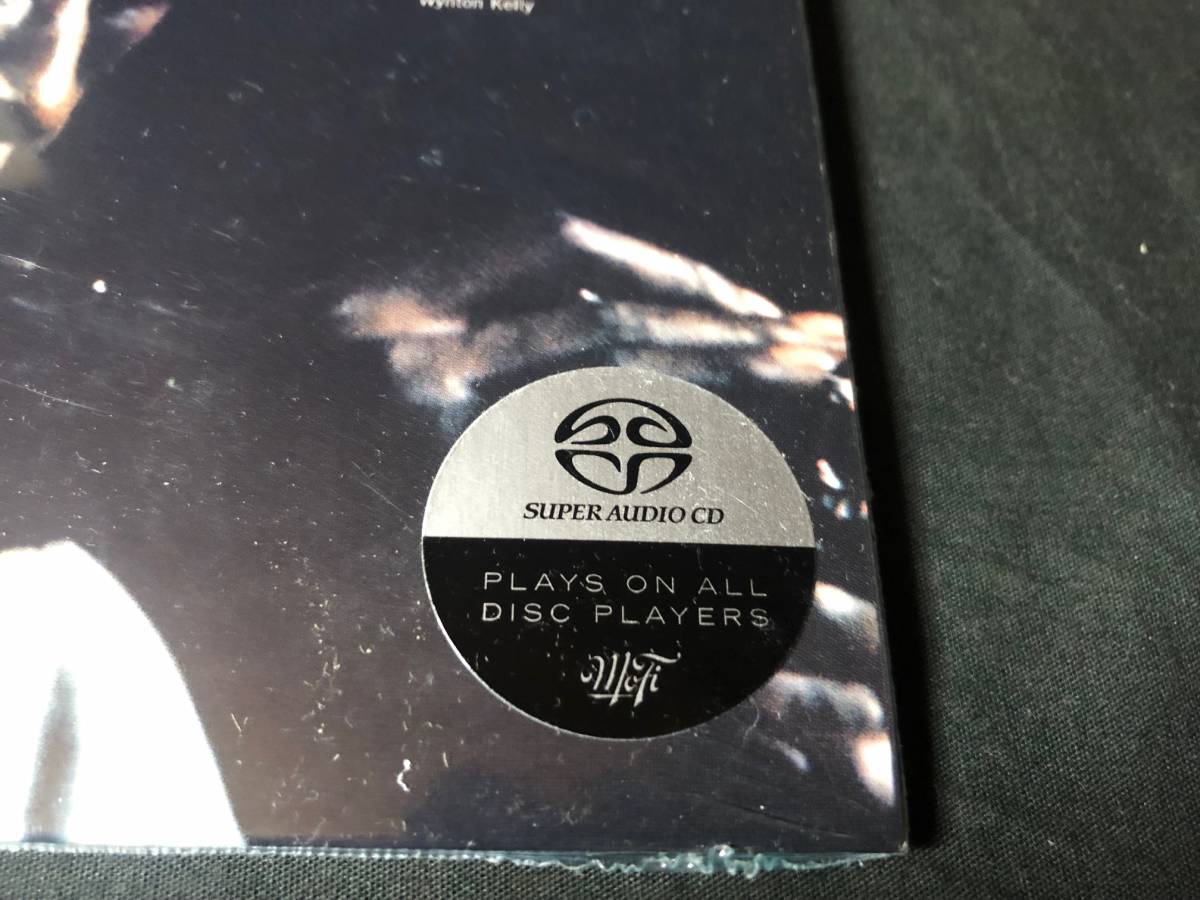 Wynton Kelly
SUPER AUDIO CD
PLAYS ON ALL
DISC PLAYERS
MoFi